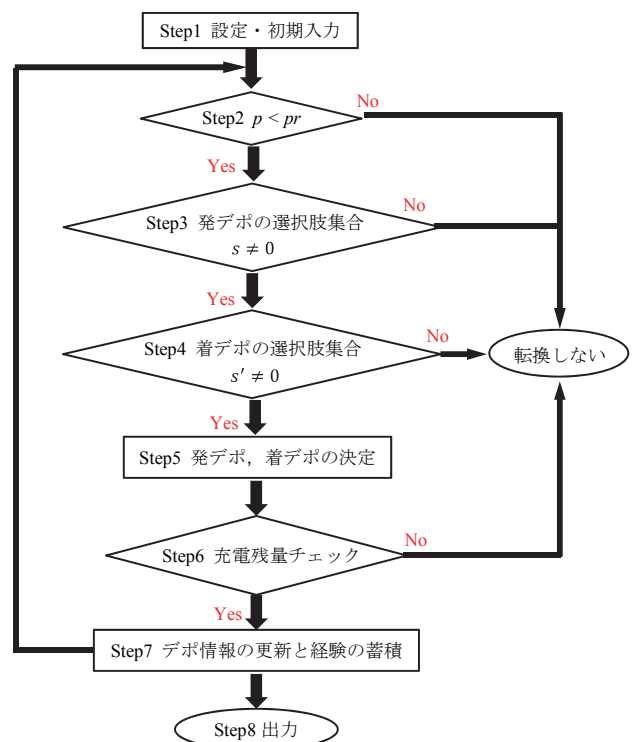 Step1 設定・初期入力
Step2 p < pr
No
Yes
Step3 発デポの選択肢集合
s ≠ 0
No
Yes
Step4 着デポの選択肢集合
s′ ≠ 0
No
転換しない
Yes
Step5 発デポ，着デポの決定
Step6 充電残量チェック
No
Yes
Step7 デポ情報の更新と経験の蓄積
Step8 出力